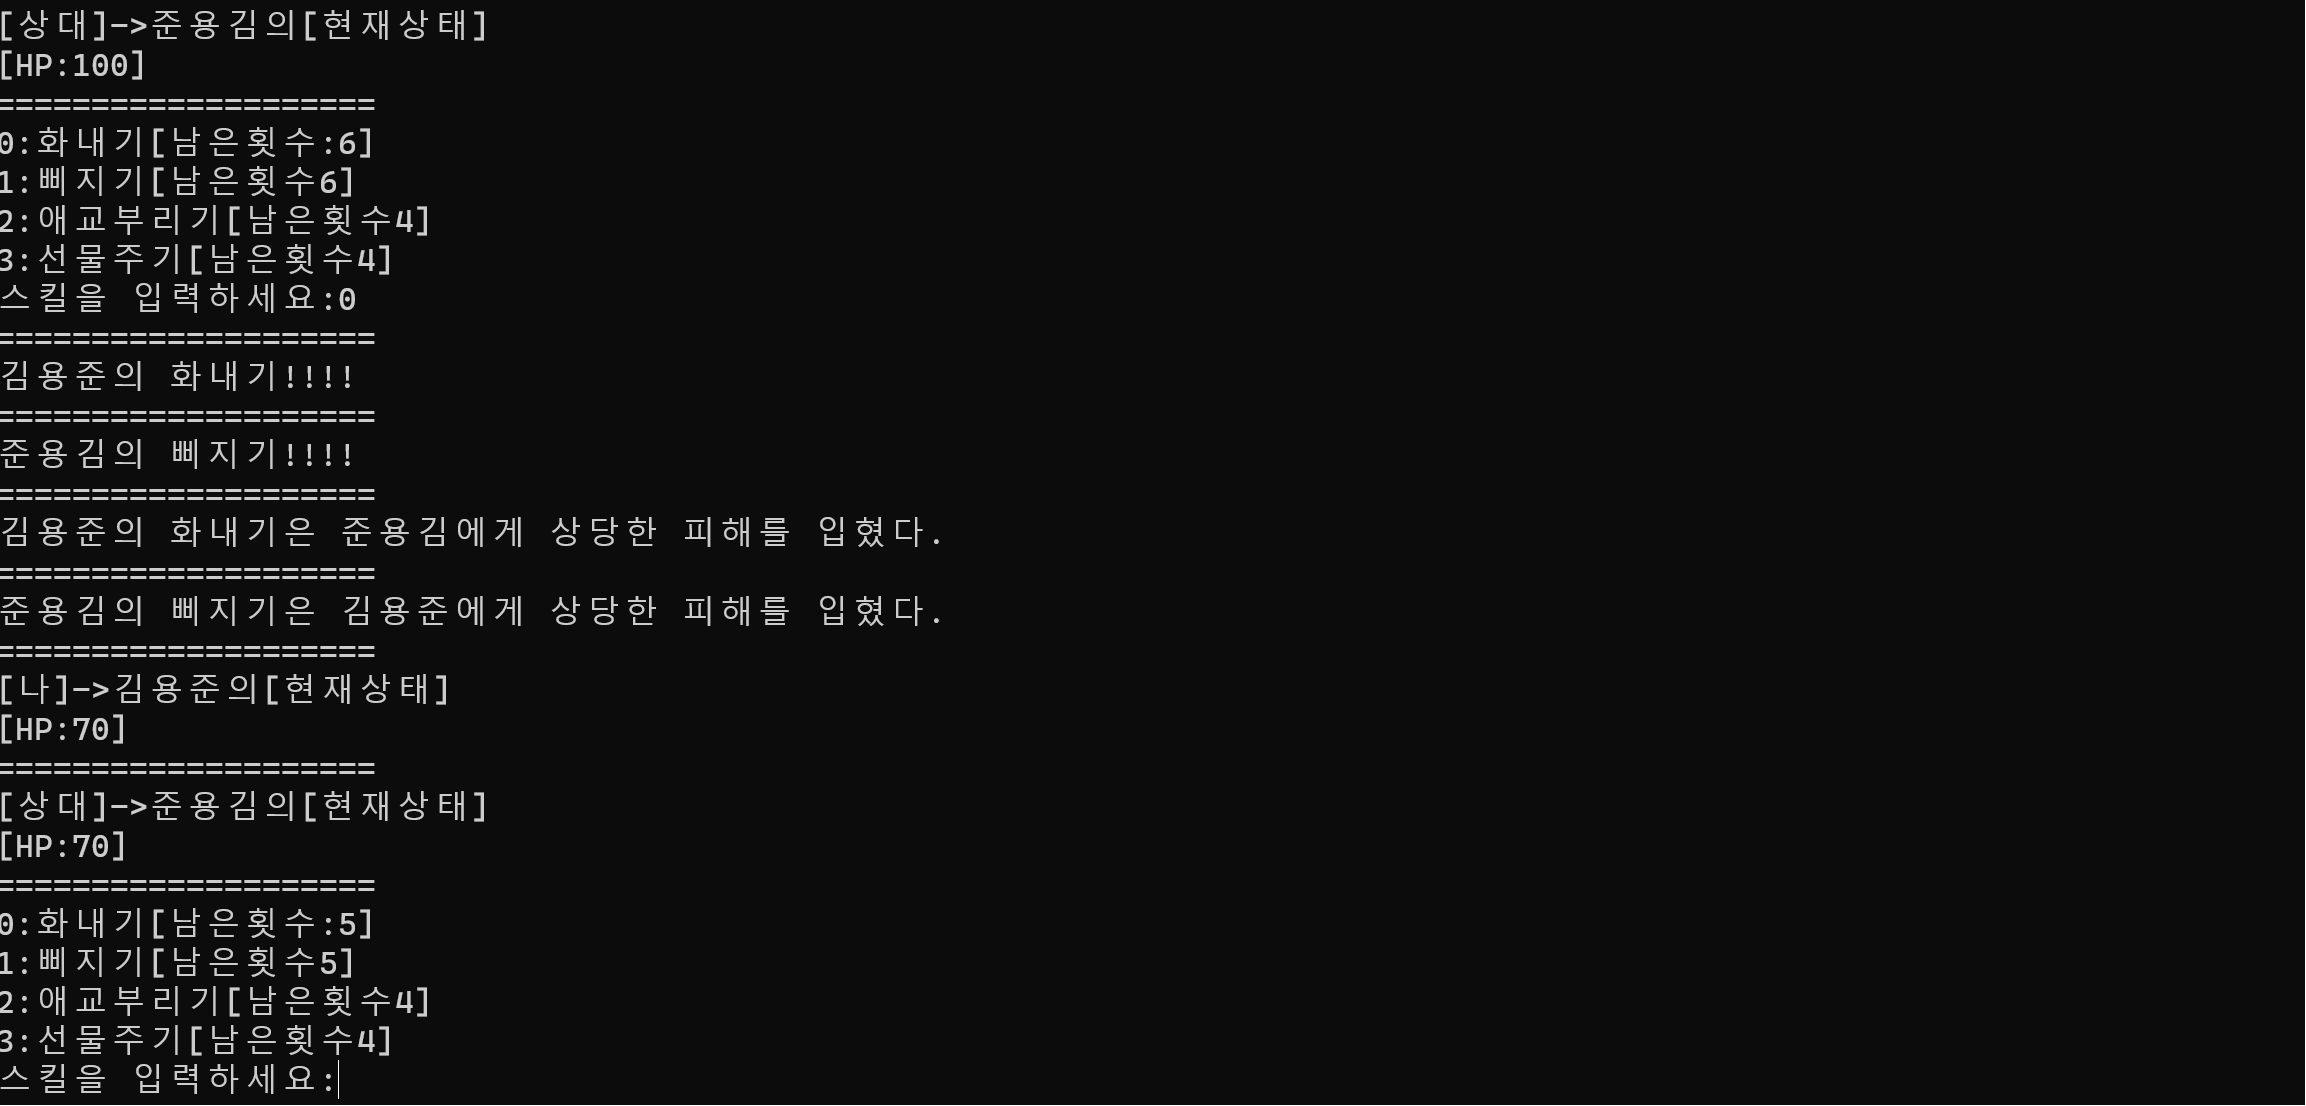 [상대]->준용김의[현재상태]
[HP:100]
====================
0:화내기[남은횟수:6]
1:삐지기[남은횟수6]
2:애교부리기[남은횟수4]
3:선물주기[남은횟수4]
스킬을 입력하세요:0
====================
김용준의 화내기!!!!
====================
준용김의 삐지기!!!!
====================
김용준의 화내기은 준용김에게 상당한 피해를 입혔다.
====================
준용김의 삐지기은 김용준에게 상당한 피해를 입혔다.
====================
[나]->김용준의[현재상태]
[HP:70]
====================
[상대]->준용김의[현재상태]
[HP:70]
====================
0:화내기[남은횟수:5]
1:삐지기[남은횟수5]
2:애교부리기[남은횟수4]
3:선물주기[남은횟수4]
스킬을 입력하세요: